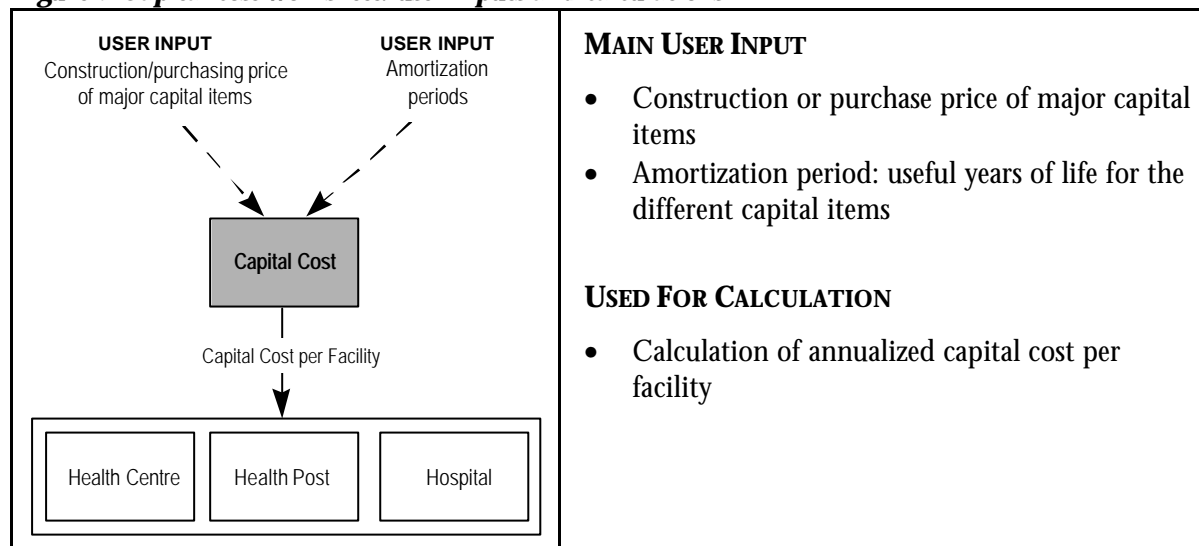 USER INPUT
Construction/purchasing price
of major capital items
USER INPUT
Amortization
periods
Capital Cost
Capital Cost per Facility
Health Centre
Health Post
Hospital
MAIN USER INPUT
• Construction or purchase price of major capital
items
• Amortization period: useful years of life for the
different capital items
USED FOR CALCULATION
• Calculation of annualized capital cost per
facility